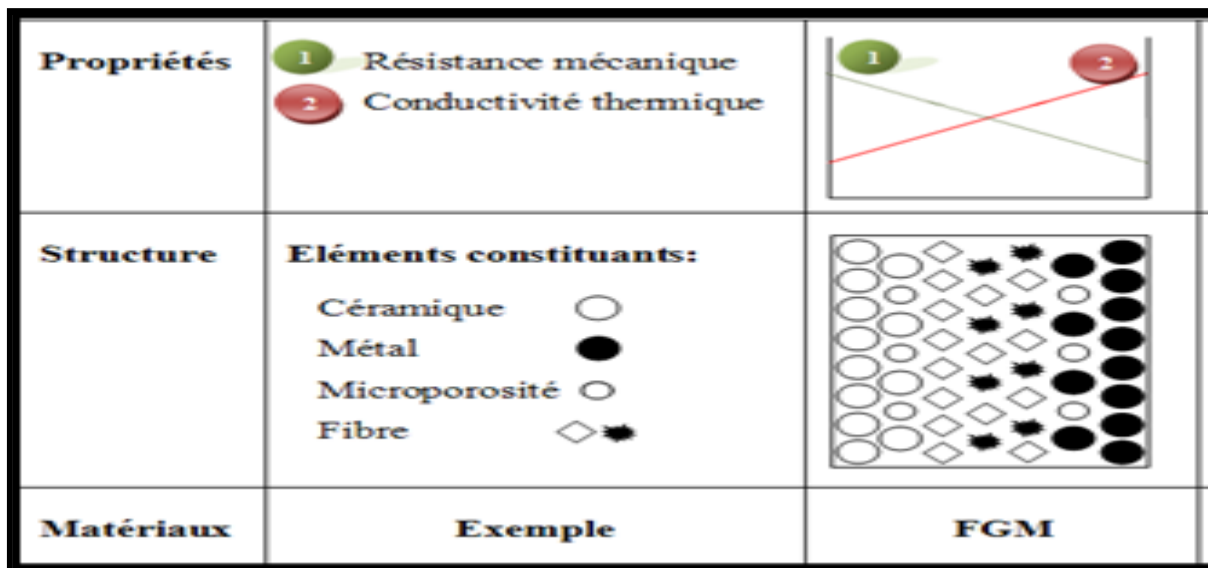 Propriétés
1 Résistance mécanique
2 Conductivité thermique
1
2
Structure
Eléments constituants:
Céramique
Métal
Microporosité
Fibre
Matériaux
Exemple
FGM